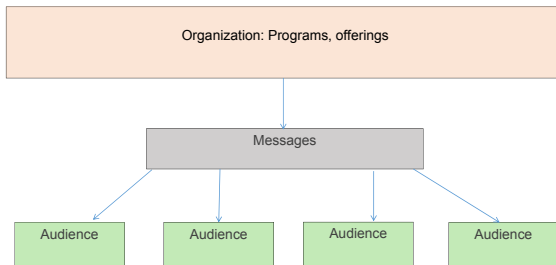 Organization: Programs, offerings
Messages
Audience
Audience
Audience
Audience